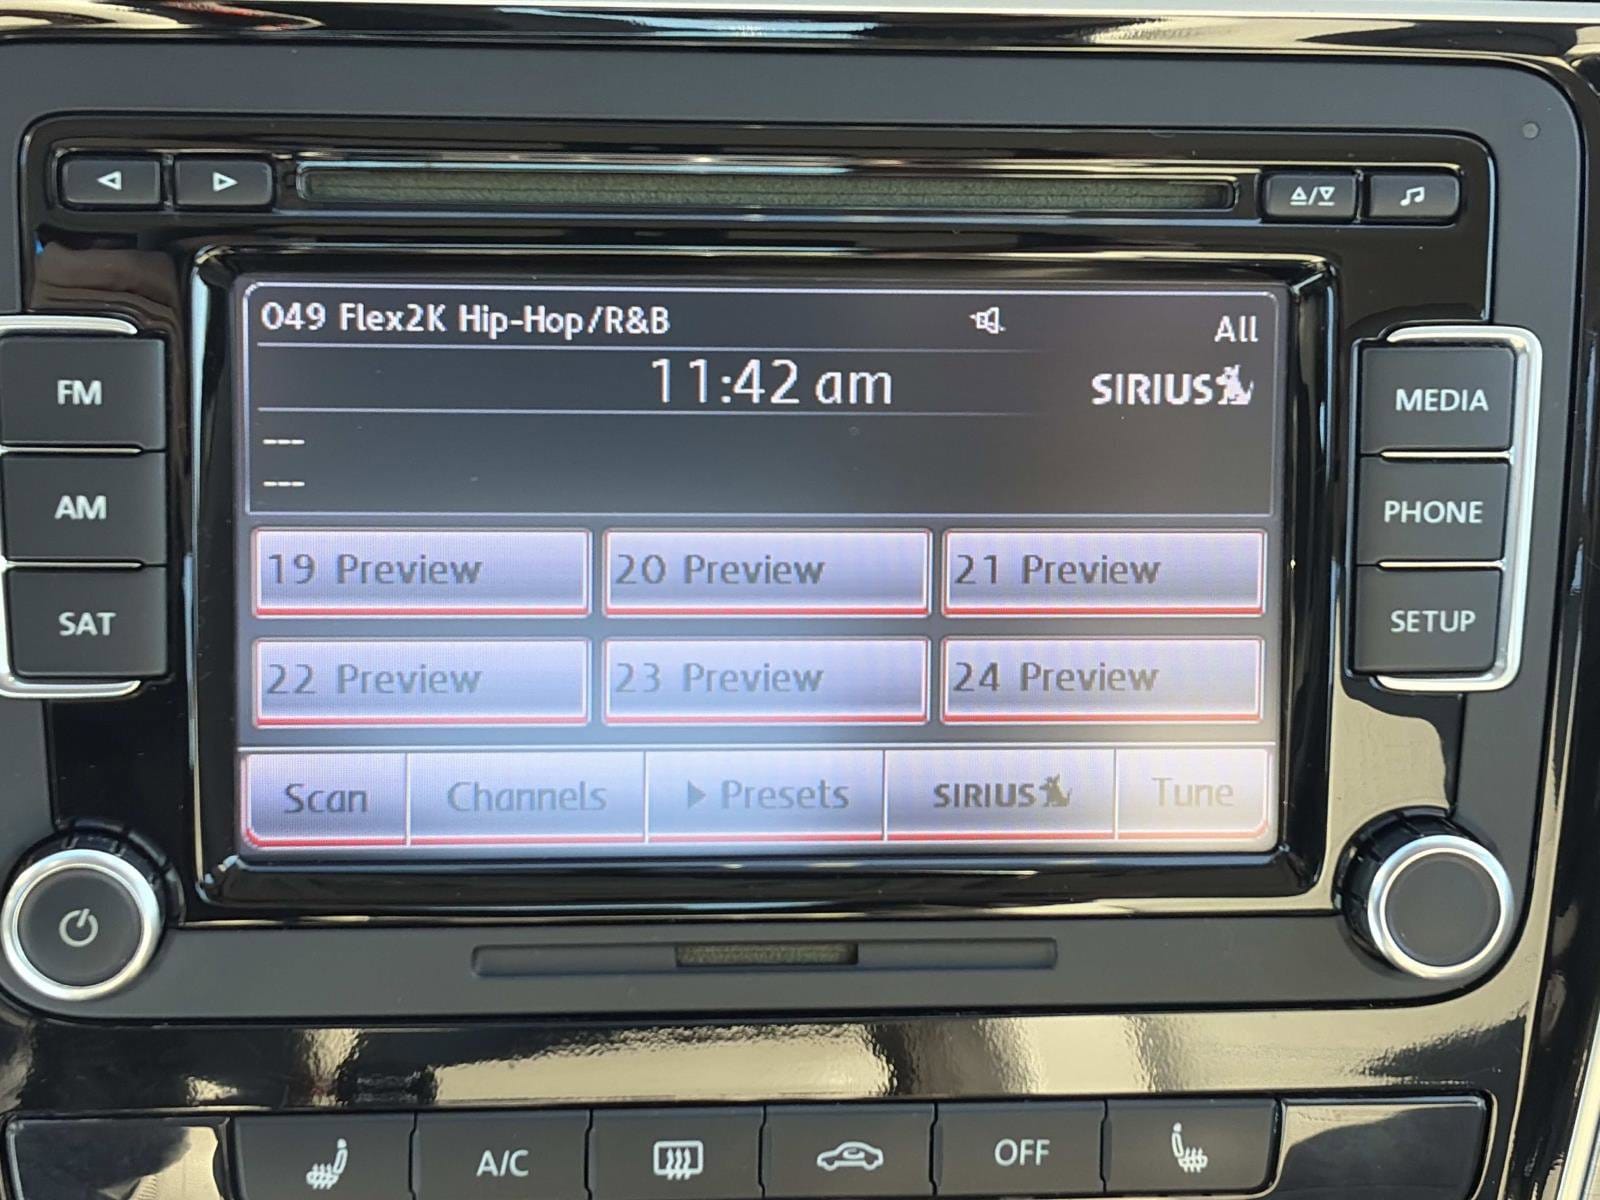 049 Flex2K Hip-Hop/R&B
All
11:42 am
SIRIUS
---
---
FM
AM
SAT
MEDIA
PHONE
SETUP
19 Preview
20 Preview
21 Preview
22 Preview
23 Preview
24 Preview
Scan
Channels
Presets
SIRIUS
Tune
A/C
OFF